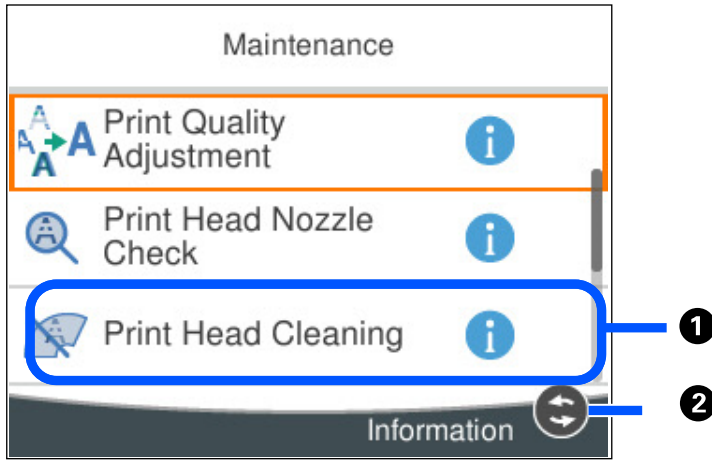 Maintenance
Print Quality
Adjustment
i
Print Head Nozzle
Check
i
Print Head Cleaning
i
1
Information
2